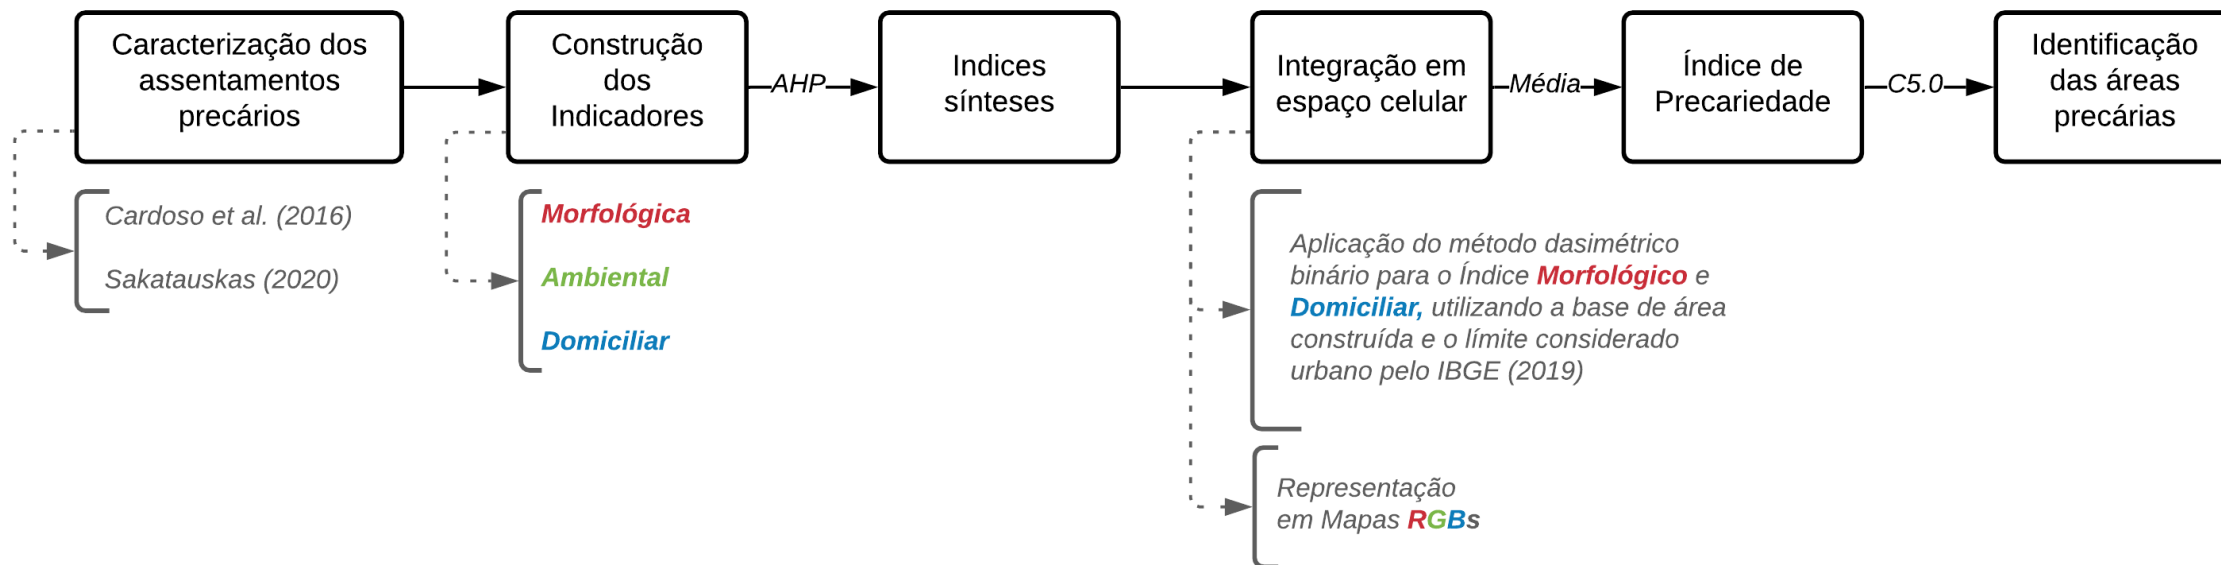 Caracterização dos
assentamentos
precários
Construção
dos
Indicadores
AHP
Indices
sínteses
Integração em
espaço celular
Média
Índice de
Precariedade
C5.0
Identificação
das áreas
precárias
Cardoso et al. (2016)
Sakatauskas (2020)
Morfológica
Ambiental
Domiciliar
Aplicação do método dasimétrico
binário para o Índice Morfológico e
Domiciliar, utilizando a base de área
construída e o límite considerado
urbano pelo IBGE (2019)
Representação
em Mapas RGBs